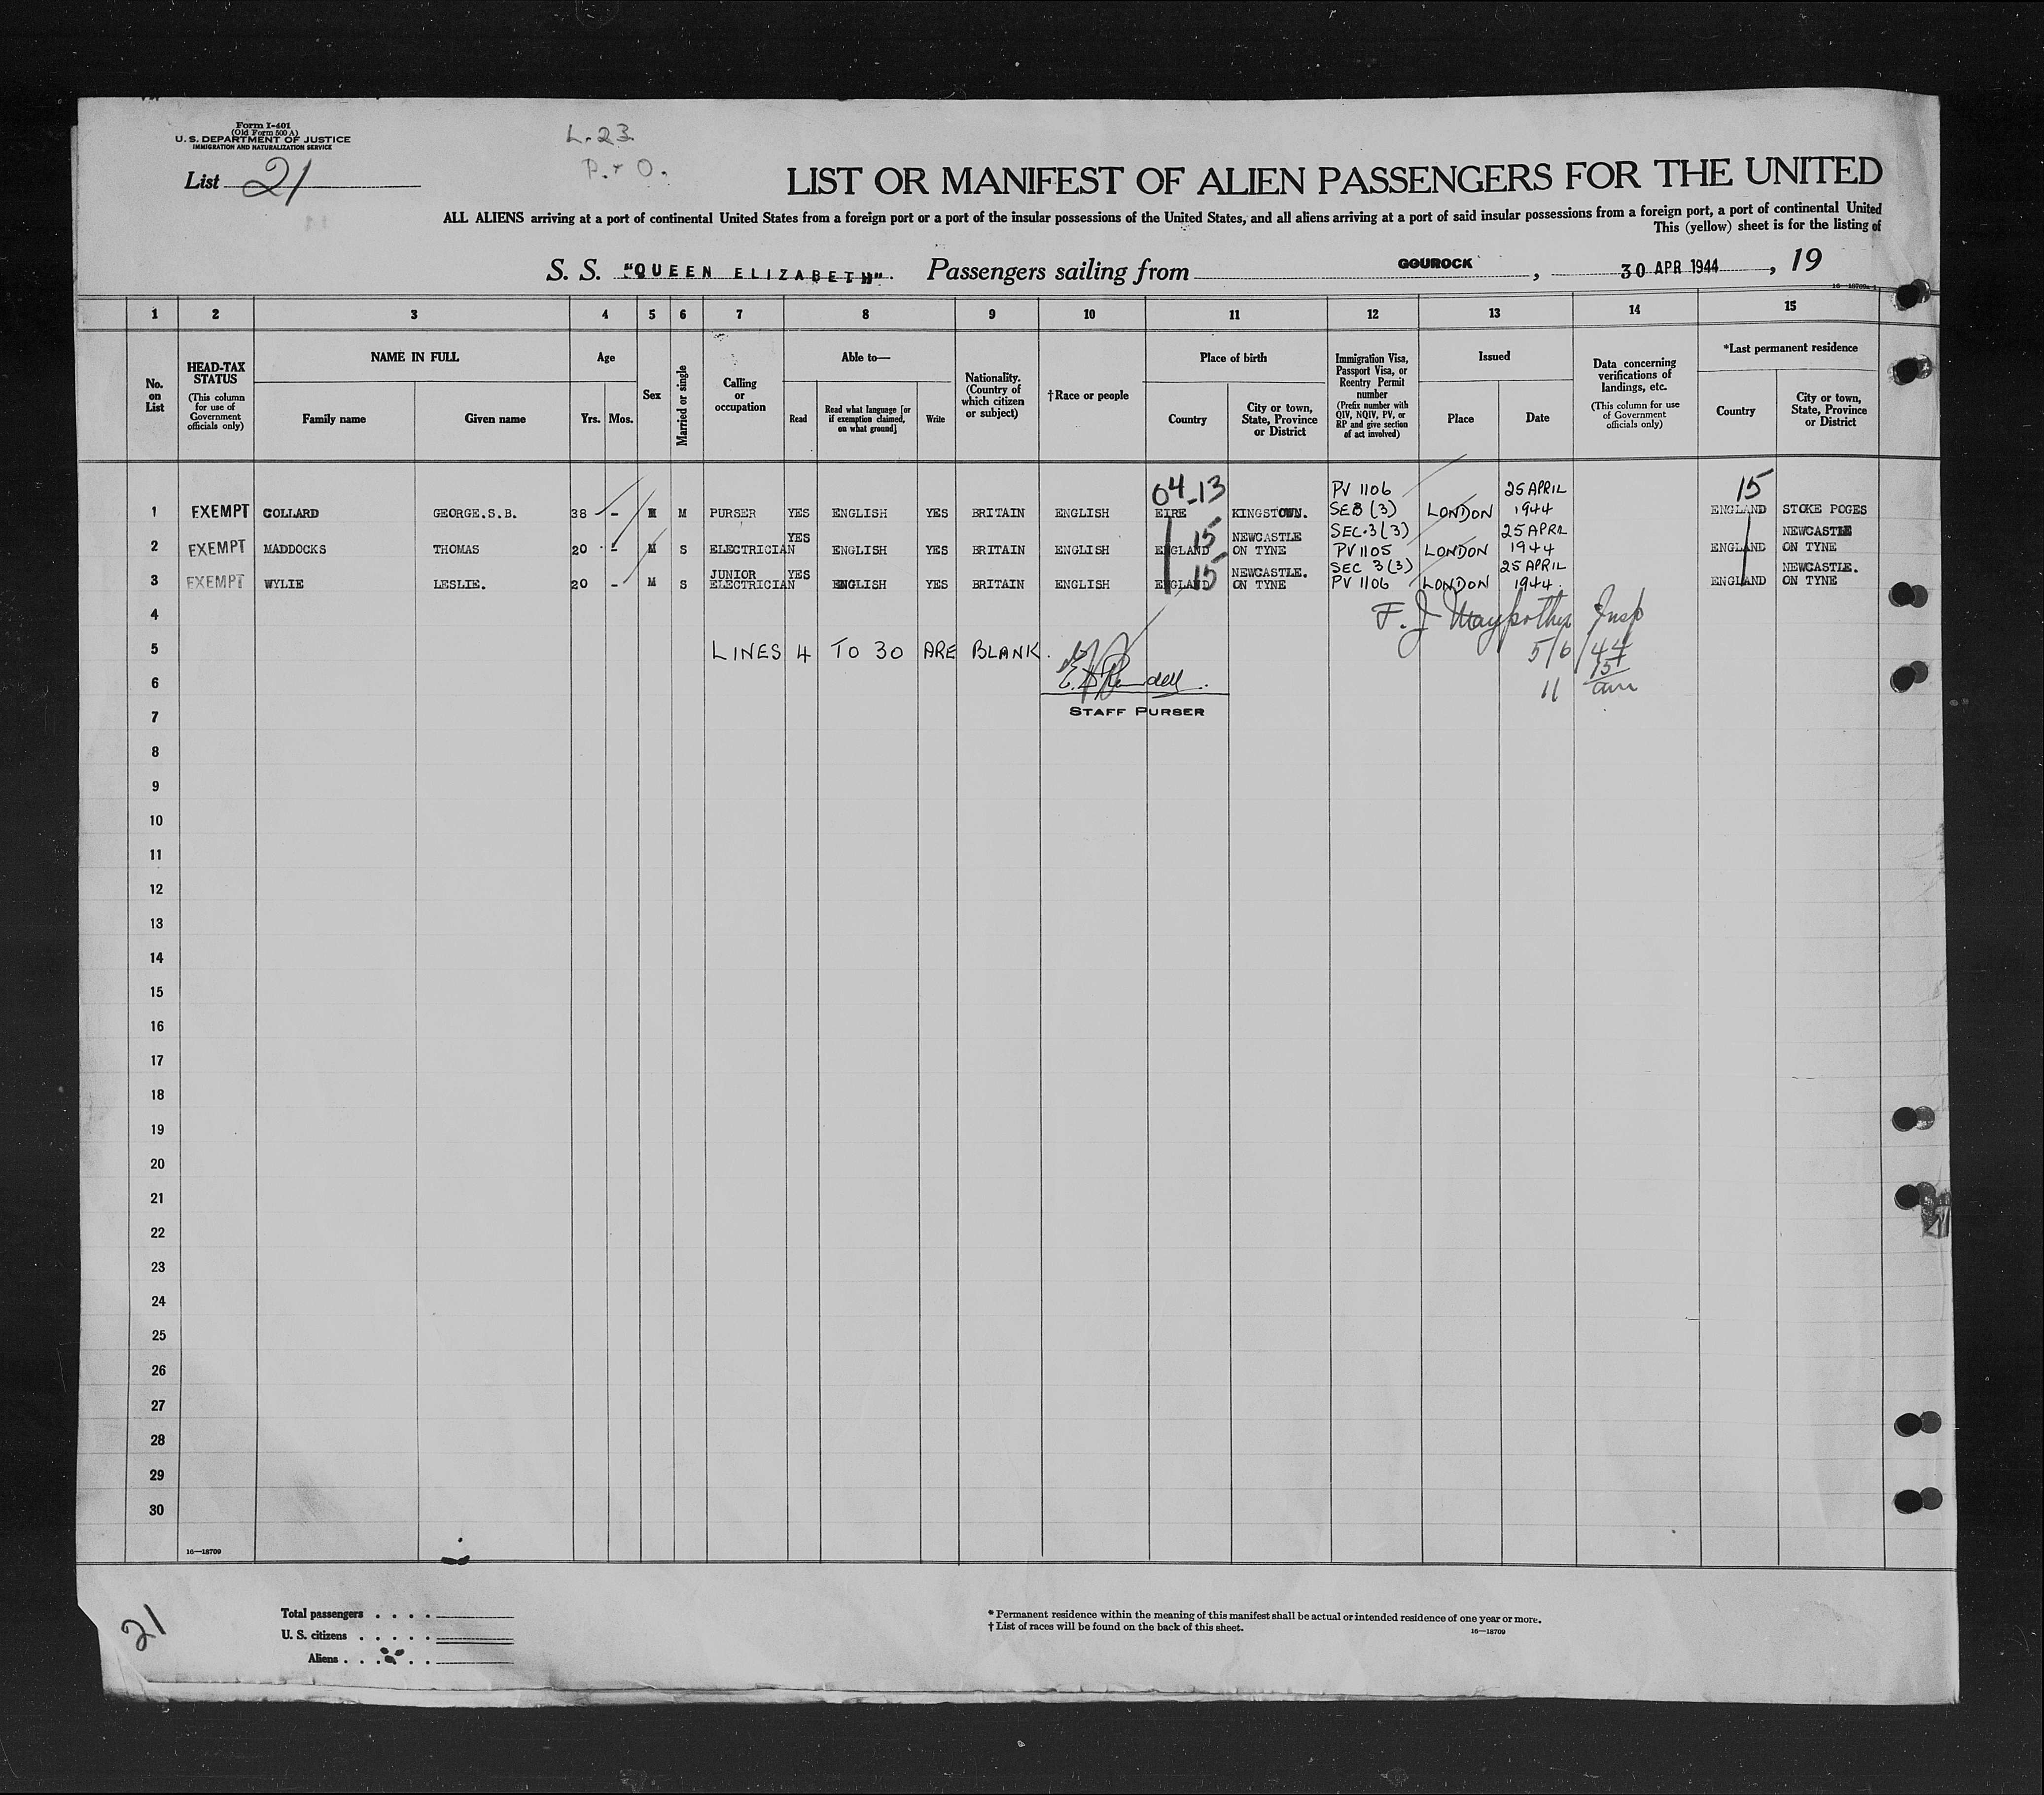 Form I-401
(Old Form 500 A)
U. S. DEPARTMENT OF JUSTICE
IMMIGRATION AND NATURALIZATION SERVICE
L. 23
P. & O.
List 21
LIST OR MANIFEST OF ALIEN PASSENGERS FOR THE UNITED
ALL ALIENS arriving at a port of continental United States from a foreign port or a port of the insular possessions of the United States, and all aliens arriving at a port of said insular possessions from a foreign port, a port of continental United
This (yellow) sheet is for the listing of
S. S. "QUEEN ELIZABETH". Passengers sailing from GOUROCK, 30 APR 1944, 19
16—18709a-1
1 2 3 4 5 6 7 8 9 10 11 12 13 14 15
No. on List
HEAD-TAX STATUS (This column for use of Government officials only)
NAME IN FULL
Family name Given name
Age
Yrs. Mos.
Sex
Married or single
Calling or occupation
Able to—
Read
Read what language [or if exemption claimed, on what ground]
Write
Nationality. (Country of which citizen or subject)
†Race or people
Place of birth
Country
City or town, State, Province or District
Immigration Visa, Passport Visa, or Reentry Permit number (Prefix number with QIV, NQIV, PV, or RP and give section of act involved)
Issued
Place Date
Data concerning verifications of landings, etc. (This column for use of Government officials only)
*Last permanent residence
Country
City or town, State, Province or District
04-13 PV 1106 25 APRIL 15
1 EXEMPT COLLARD GEORGE.S.B. 38 - M M PURSER YES ENGLISH YES BRITAIN ENGLISH EIRE KINGSTOWN. SE3 (3) LONDON 1944 ENGLAND STOKE POGES
YES 15 NEWCASTLE SEC.3(3) 25 APRIL NEWCASTLE
2 EXEMPT MADDOCKS THOMAS 20 - M S ELECTRICIAN ENGLISH YES BRITAIN ENGLISH ENGLAND ON TYNE PV 1105 LONDON 1944 ENGLAND ON TYNE
JUNIOR YES 15 NEWCASTLE. SEC 3(3) 25 APRIL NEWCASTLE.
3 EXEMPT WYLIE LESLIE. 20 - M S ELECTRICIAN ENGLISH YES BRITAIN ENGLISH ENGLAND ON TYNE PV 1106 LONDON 1944. ENGLAND ON TYNE
4 F. J. Insp
5 LINES 4 TO 30 ARE BLANK. 5/6/44
6 11 15 am
7 STAFF PURSER
8
9
10
11
12
13
14
15
16
17
18
19
20
21
22
23
24
25
26
27
28
29
30
16—18709
21
Total passengers . . . .
U. S. citizens . . . . .
Aliens . . . . . .
* Permanent residence within the meaning of this manifest shall be actual or intended residence of one year or more.
† List of races will be found on the back of this sheet.
16—18709